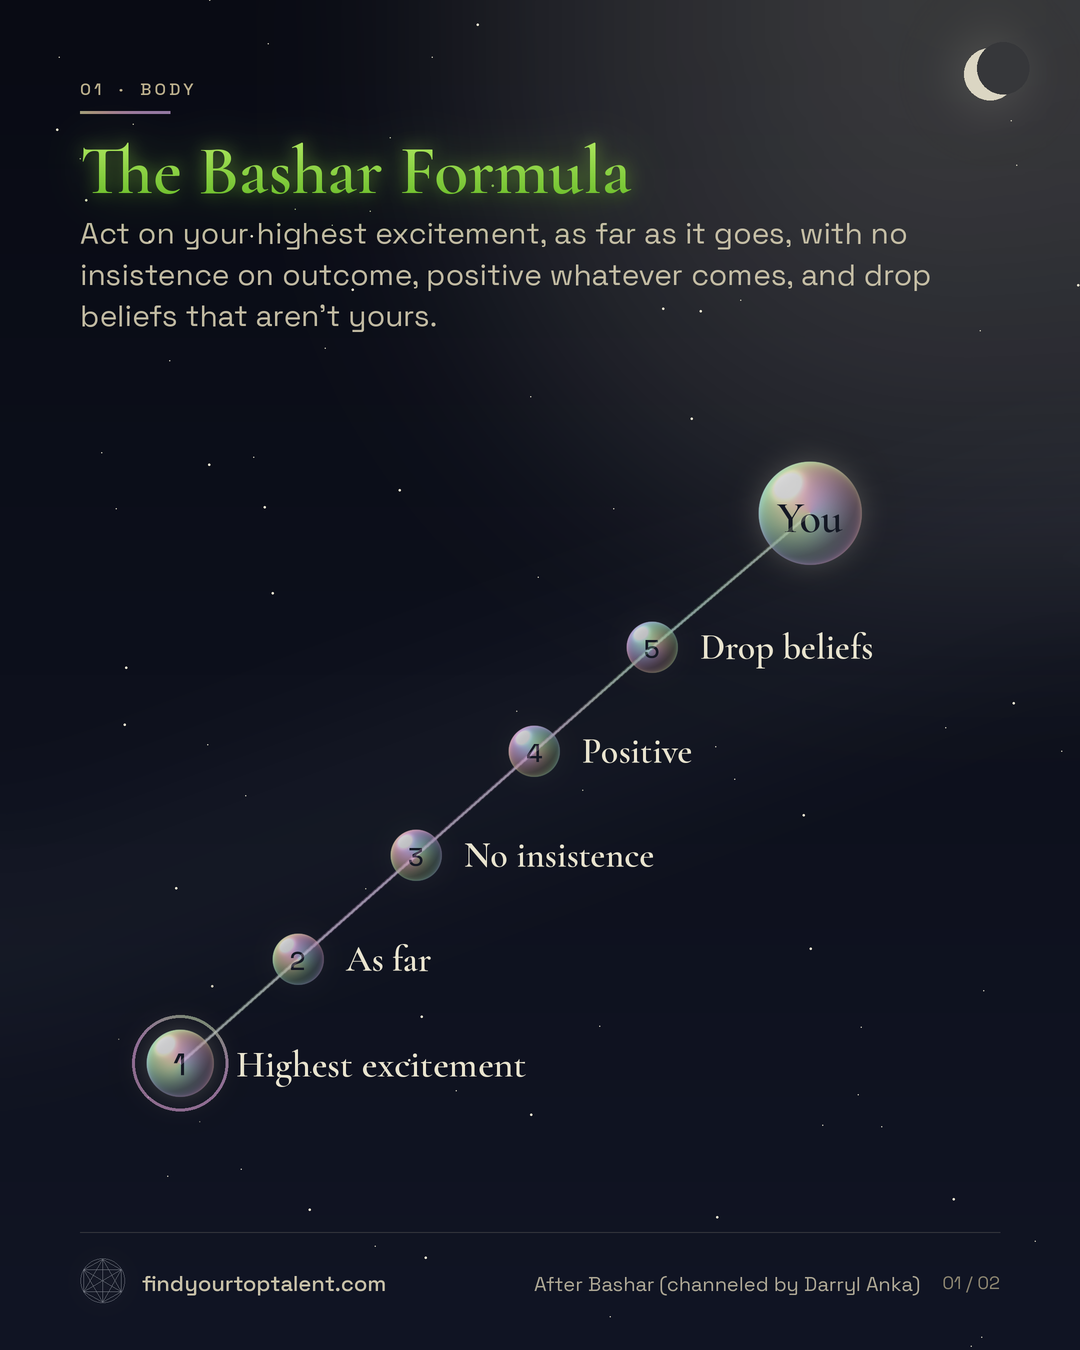 01 · BODY
The Bashar Formula
Act on your highest excitement, as far as it goes, with no
insistence on outcome, positive whatever comes, and drop
beliefs that aren't yours.
You
5 Drop beliefs
4 Positive
3 No insistence
2 As far
1 Highest excitement
findyourtoptalent.com
After Bashar (channeled by Darryl Anka) 01 / 02